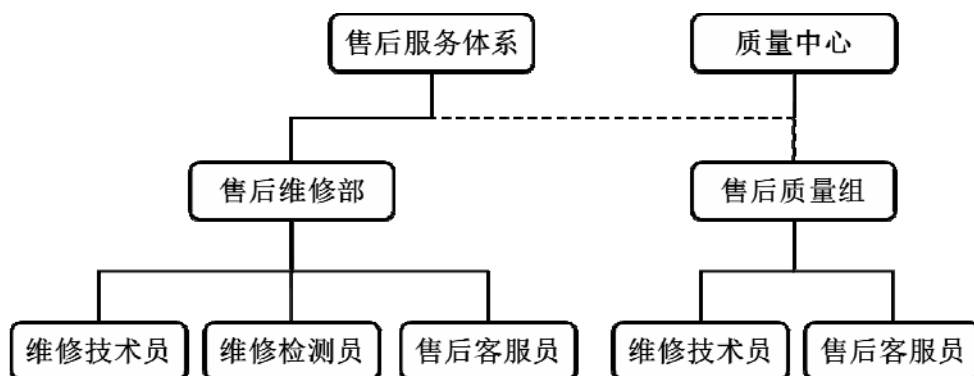 售后服务体系
质量中心
售后维修部
售后质量组
维修技术员
维修检测员
售后客服员
维修技术员
售后客服员